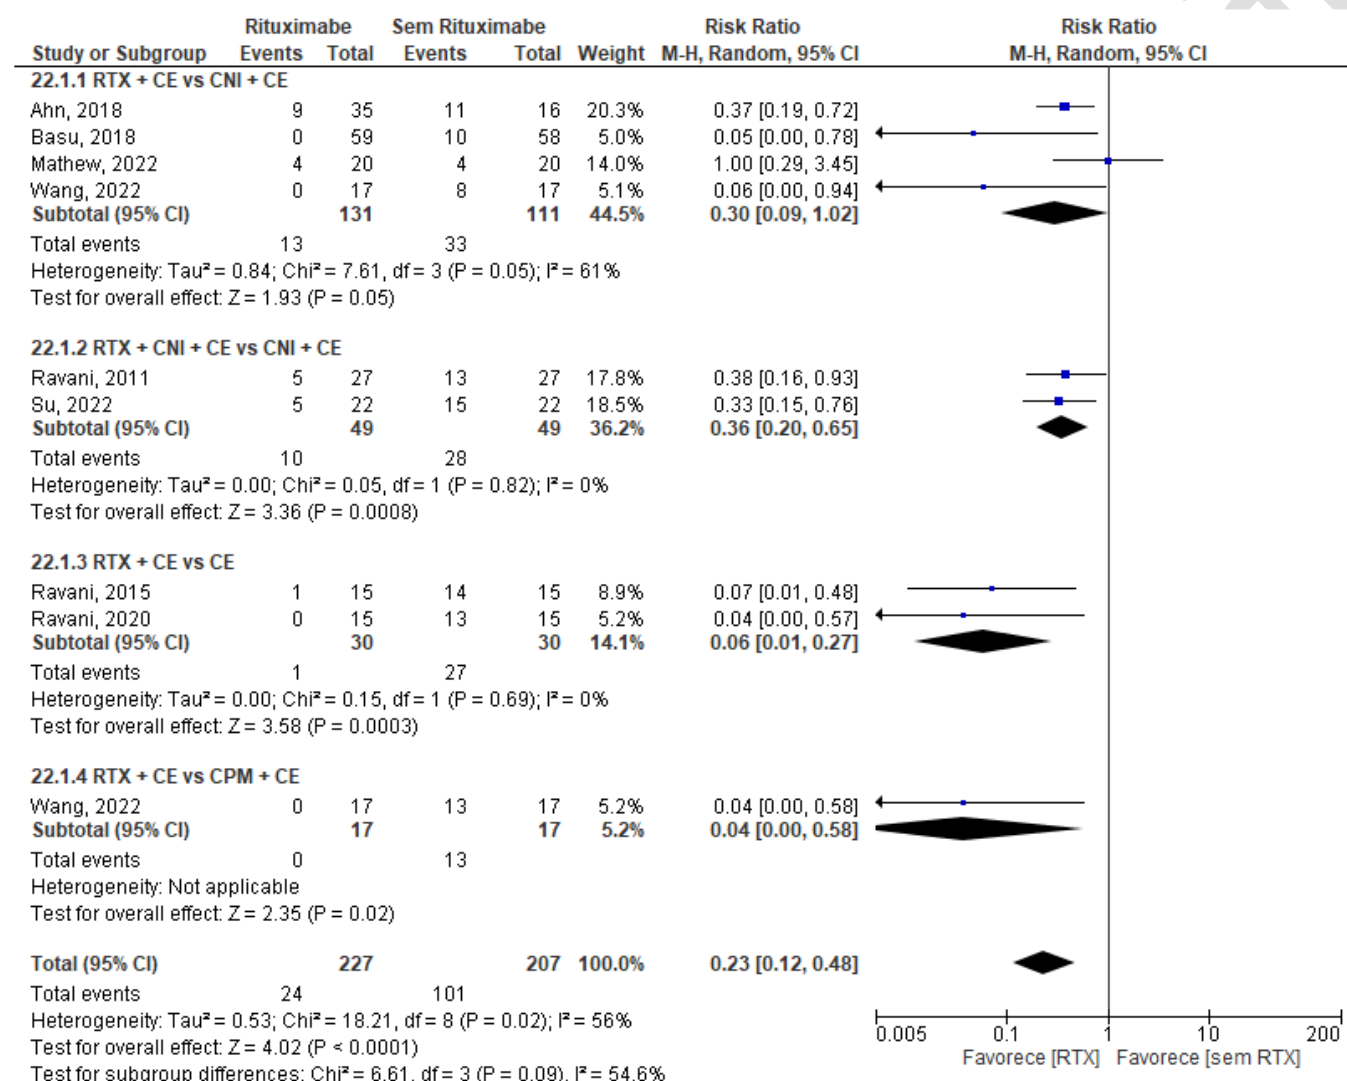 Rituximabe Sem Rituximabe Risk Ratio Risk Ratio
Study or Subgroup Events Total Events Total Weight M-H, Random, 95% CI M-H, Random, 95% CI
22.1.1 RTX + CE vs CNI + CE
Ahn, 2018 9 35 11 16 20.3% 0.37 [0.19, 0.72]
Basu, 2018 0 59 10 58 5.0% 0.05 [0.00, 0.78]
Mathew, 2022 4 20 4 20 14.0% 1.00 [0.29, 3.45]
Wang, 2022 0 17 8 17 5.1% 0.06 [0.00, 0.94]
Subtotal (95% CI) 131 111 44.5% 0.30 [0.09, 1.02]
Total events 13 33
Heterogeneity: Tau² = 0.84; Chi² = 7.61, df = 3 (P = 0.05); I² = 61%
Test for overall effect: Z = 1.93 (P = 0.05)
22.1.2 RTX + CNI + CE vs CNI + CE
Ravani, 2011 5 27 13 27 17.8% 0.38 [0.16, 0.93]
Su, 2022 5 22 15 22 18.5% 0.33 [0.15, 0.76]
Subtotal (95% CI) 49 49 36.2% 0.36 [0.20, 0.65]
Total events 10 28
Heterogeneity: Tau² = 0.00; Chi² = 0.05, df = 1 (P = 0.82); I² = 0%
Test for overall effect: Z = 3.36 (P = 0.0008)
22.1.3 RTX + CE vs CE
Ravani, 2015 1 15 14 15 8.9% 0.07 [0.01, 0.48]
Ravani, 2020 0 15 13 15 5.2% 0.04 [0.00, 0.57]
Subtotal (95% CI) 30 30 14.1% 0.06 [0.01, 0.27]
Total events 1 27
Heterogeneity: Tau² = 0.00; Chi² = 0.15, df = 1 (P = 0.69); I² = 0%
Test for overall effect: Z = 3.58 (P = 0.0003)
22.1.4 RTX + CE vs CPM + CE
Wang, 2022 0 17 13 17 5.2% 0.04 [0.00, 0.58]
Subtotal (95% CI) 17 17 5.2% 0.04 [0.00, 0.58]
Total events 0 13
Heterogeneity: Not applicable
Test for overall effect: Z = 2.35 (P = 0.02)
Total (95% CI) 227 207 100.0% 0.23 [0.12, 0.48]
Total events 24 101
Heterogeneity: Tau² = 0.53; Chi² = 18.21, df = 8 (P = 0.02); I² = 56%
Test for overall effect: Z = 4.02 (P < 0.0001)
Test for subgroup differences: Chi² = 6.61, df = 3 (P = 0.09), I² = 54.6%
0.005 0.1 1 10 200
Favorece [RTX] Favorece [sem RTX]